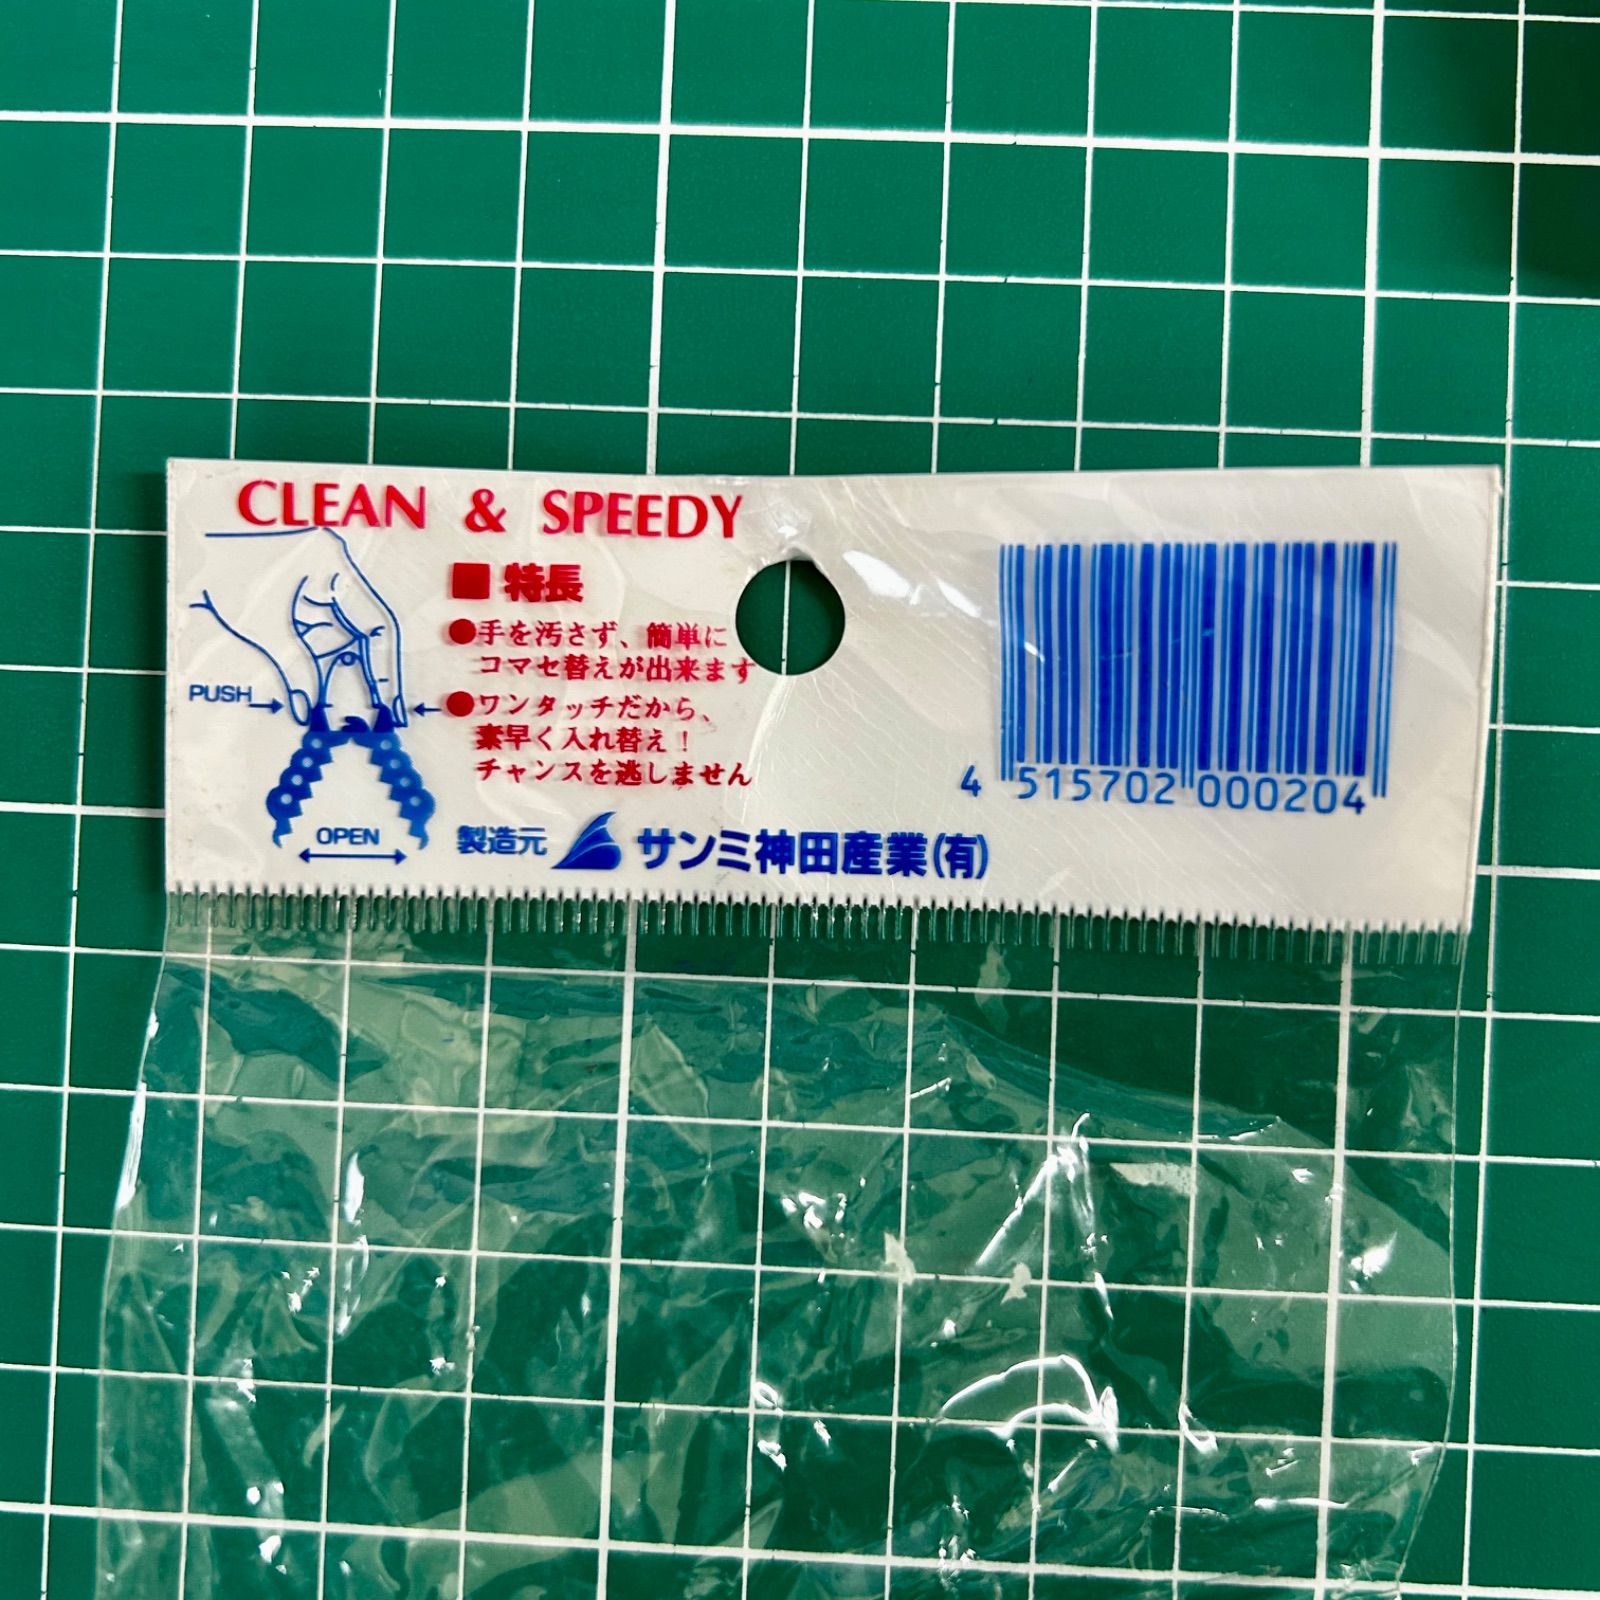 CLEAN & SPEEDY
■ 特長
●手を汚さず、簡単に
コマセ替えが出来ます
●ワンタッチだから、
素早く入れ替え！
チャンスを逃しません
PUSH
OPEN
製造元 サンミ神田産業(有)
4 515702 000204